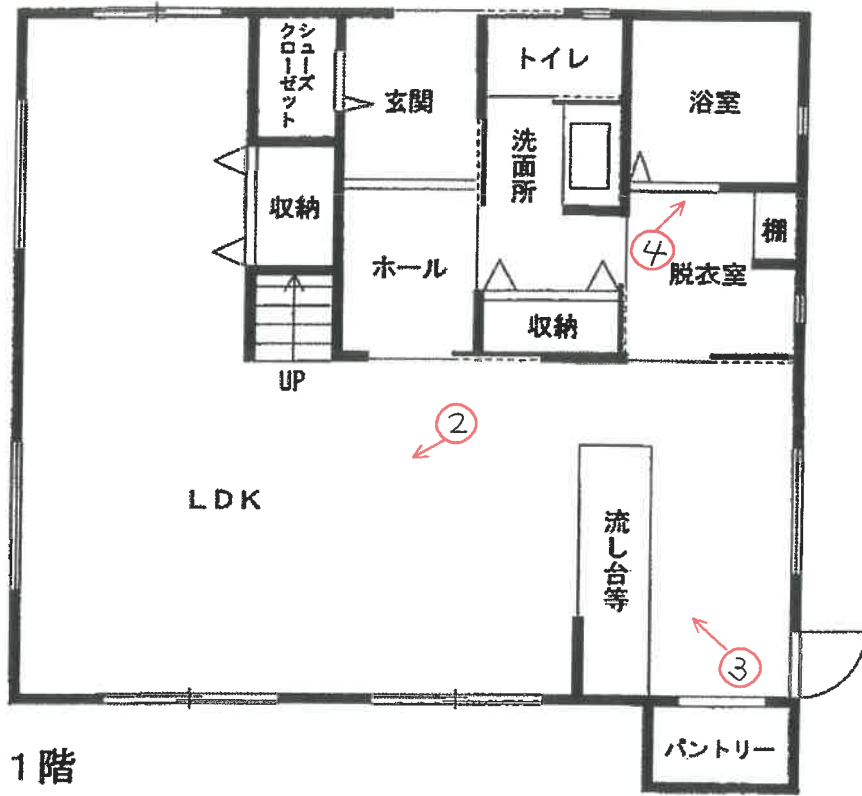 シューズ
クローゼット
玄関
トイレ
浴室
洗面所
収納
ホール
④
棚
脱衣室
収納
UP
②
LDK
流し台等
③
パントリー
1階